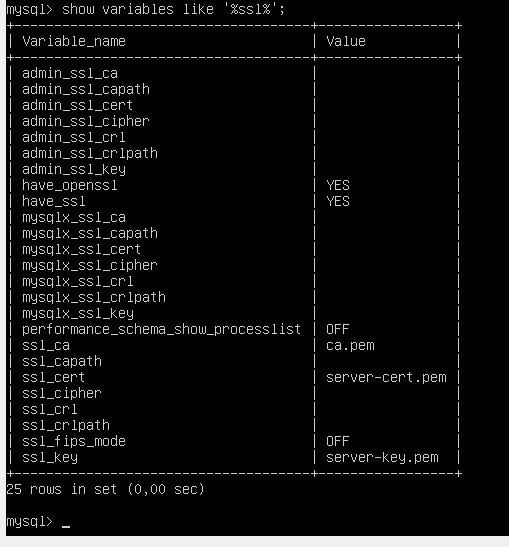 mysql> show variables like '%ssl%';
+------------------------------------+-----------------+
| Variable_name | Value |
+------------------------------------+-----------------+
| admin_ssl_ca | |
| admin_ssl_capath | |
| admin_ssl_cert | |
| admin_ssl_cipher | |
| admin_ssl_crl | |
| admin_ssl_crlpath | |
| admin_ssl_key | |
| have_openssl | YES |
| have_ssl | YES |
| mysqlx_ssl_ca | |
| mysqlx_ssl_capath | |
| mysqlx_ssl_cert | |
| mysqlx_ssl_cipher | |
| mysqlx_ssl_crl | |
| mysqlx_ssl_crlpath | |
| mysqlx_ssl_key | |
| performance_schema_show_processlist | OFF |
| ssl_ca | ca.pem |
| ssl_capath | |
| ssl_cert | server-cert.pem |
| ssl_cipher | |
| ssl_crl | |
| ssl_crlpath | |
| ssl_fips_mode | OFF |
| ssl_key | server-key.pem |
+------------------------------------+-----------------+
25 rows in set (0,00 sec)
mysql> _